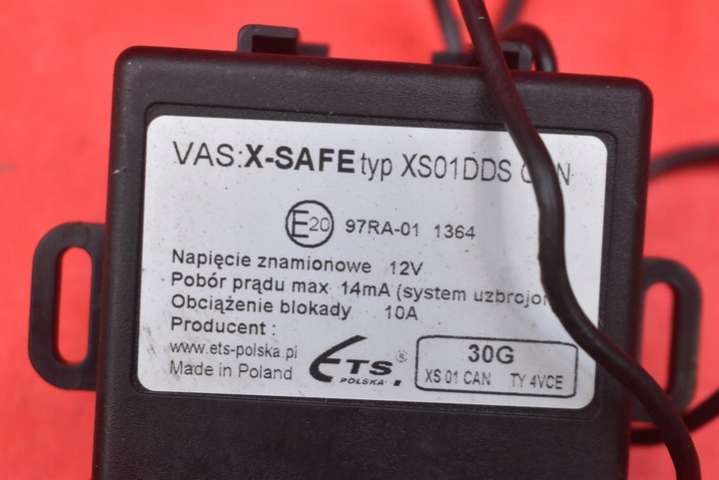 VAS:X-SAFE typ XS01DDS
E20 97RA-01 1364
Napięcie znamionowe 12V
Pobór prądu max 14mA (system
Obciążenie blokady 10A
Producent :
www.ets-polska.pl
Made in Poland
ETS ®
POLSKA
30G
XS 01 CAN TY 4VCE